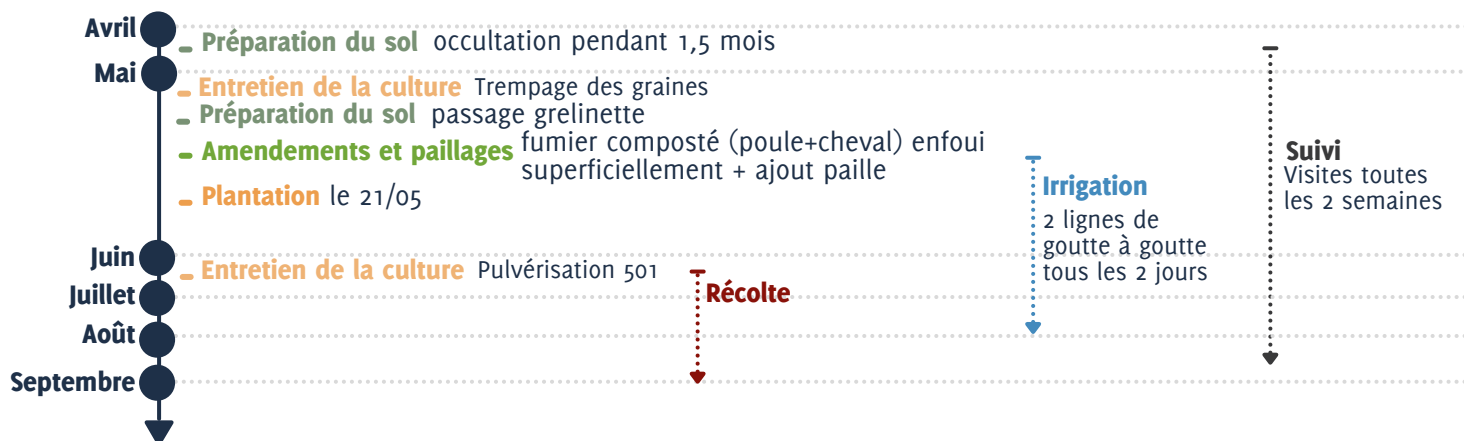 Avril
Préparation du sol occultation pendant 1,5 mois
Mai
Entretien de la culture Trempage des graines
Préparation du sol passage grelinette
Amendements et paillages fumier composté (poule+cheval) enfoui
superficiellement + ajout paille
Plantation le 21/05
Juin
Entretien de la culture Pulvérisation 501
Juillet
Août
Septembre
Récolte
Irrigation
2 lignes de
goutte à goutte
tous les 2 jours
Suivi
Visites toutes
les 2 semaines